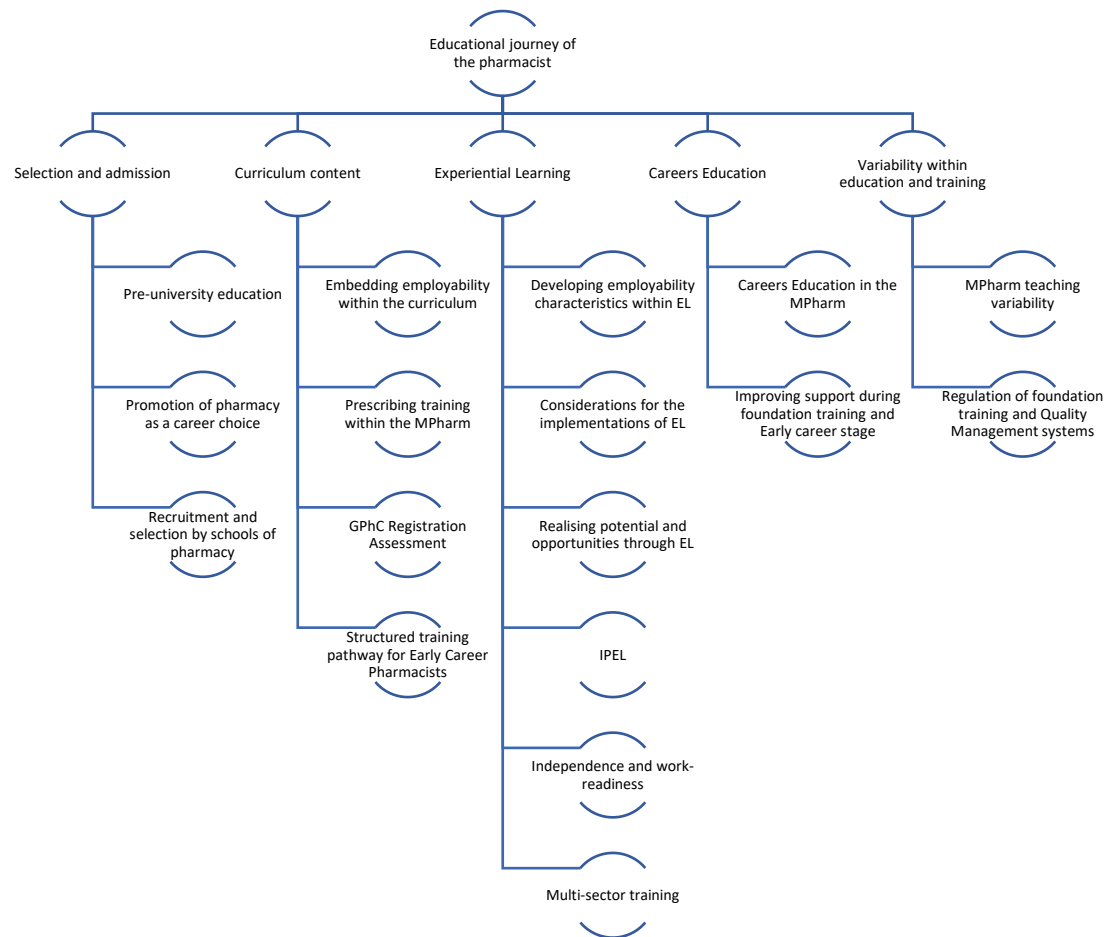 Educational journey of
the pharmacist
Selection and admission
Curriculum content
Experiential Learning
Careers Education
Variability within
education and training
Pre-university education
Promotion of pharmacy
as a career choice
Recruitment and
selection by schools of
pharmacy
Embedding employability
within the curriculum
Prescribing training
within the MPharm
GPhC Registration
Assessment
Structured training
pathway for Early Career
Pharmacists
Developing employability
characteristics within EL
Considerations for the
implementations of EL
Realising potential and
opportunities through EL
IPEL
Independence and work-
readiness
Multi-sector training
Careers Education in the
MPharm
Improving support during
foundation training and
Early career stage
MPharm teaching
variability
Regulation of foundation
training and Quality
Management systems